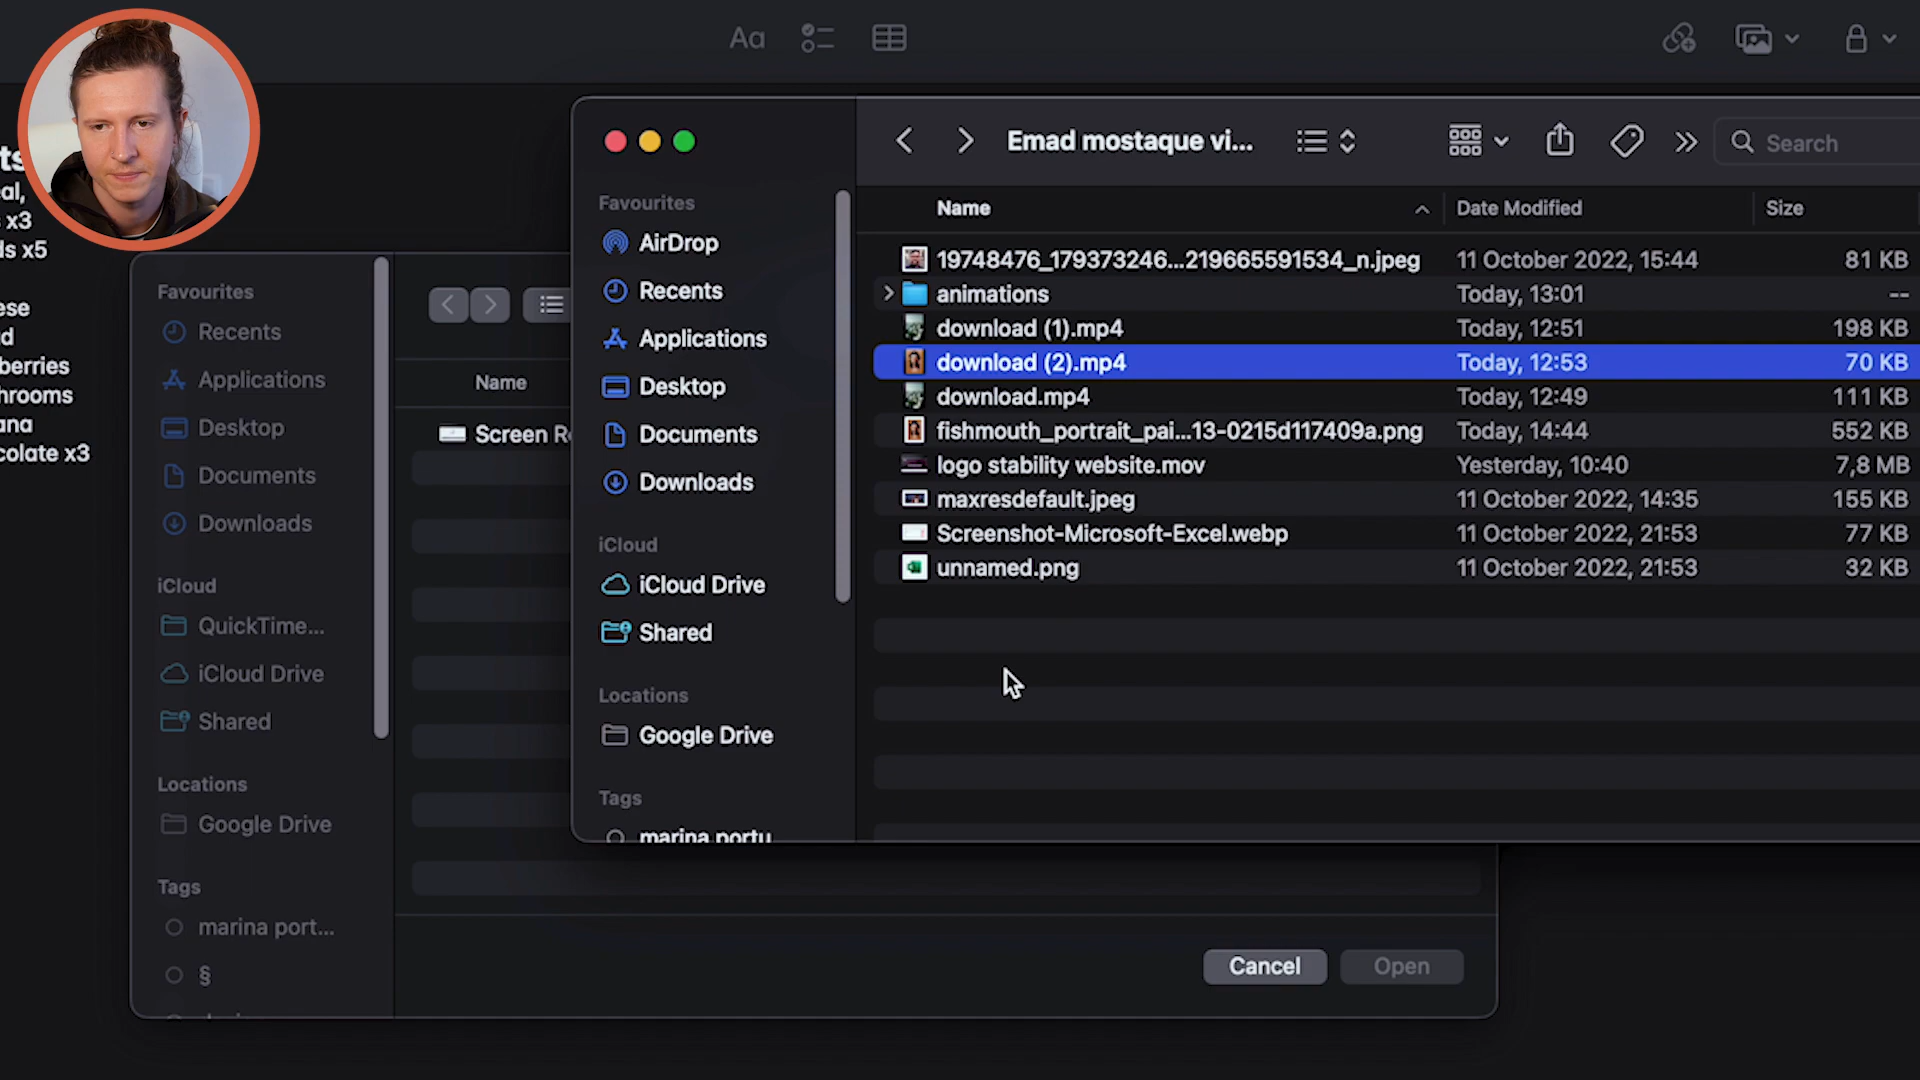 Aa
ts
al,
s x3
ds x5
ese
d
berries
hrooms
ana
colate x3
Favourites
Recents
Applications
Desktop
Documents
Downloads
iCloud
QuickTime...
iCloud Drive
Shared
Locations
Google Drive
Tags
marina port...
§
Name
Screen Re
Cancel
Open
Emad mostaque vi...
Search
Favourites
AirDrop
Recents
Applications
Desktop
Documents
Downloads
iCloud
iCloud Drive
Shared
Locations
Google Drive
Tags
marina portu
Name Date Modified Size
19748476_179373246...219665591534_n.jpeg 11 October 2022, 15:44 81 KB
animations Today, 13:01 --
download (1).mp4 Today, 12:51 198 KB
download (2).mp4 Today, 12:53 70 KB
download.mp4 Today, 12:49 111 KB
fishmouth_portrait_pai...13-0215d117409a.png Today, 14:44 552 KB
logo stability website.mov Yesterday, 10:40 7,8 MB
maxresdefault.jpeg 11 October 2022, 14:35 155 KB
Screenshot-Microsoft-Excel.webp 11 October 2022, 21:53 77 KB
unnamed.png 11 October 2022, 21:53 32 KB